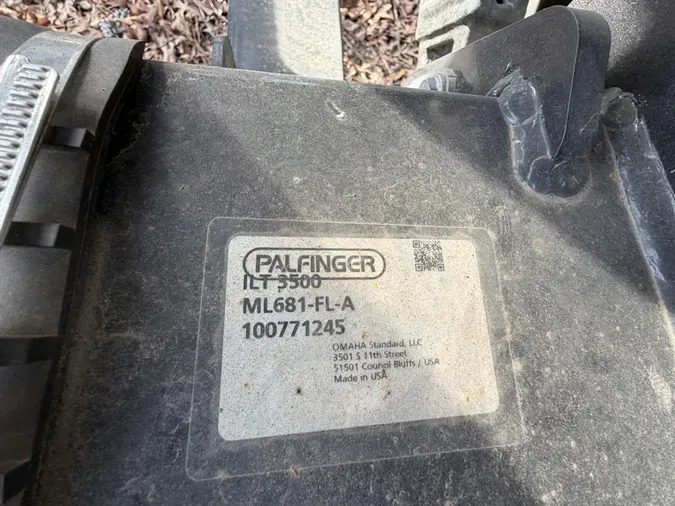 PALFINGER
ILT 3500
ML681-FL-A
100771245
OMAHA Standard, LLC
3501 S 11th Street
51501 Council Bluffs / USA
Made in USA